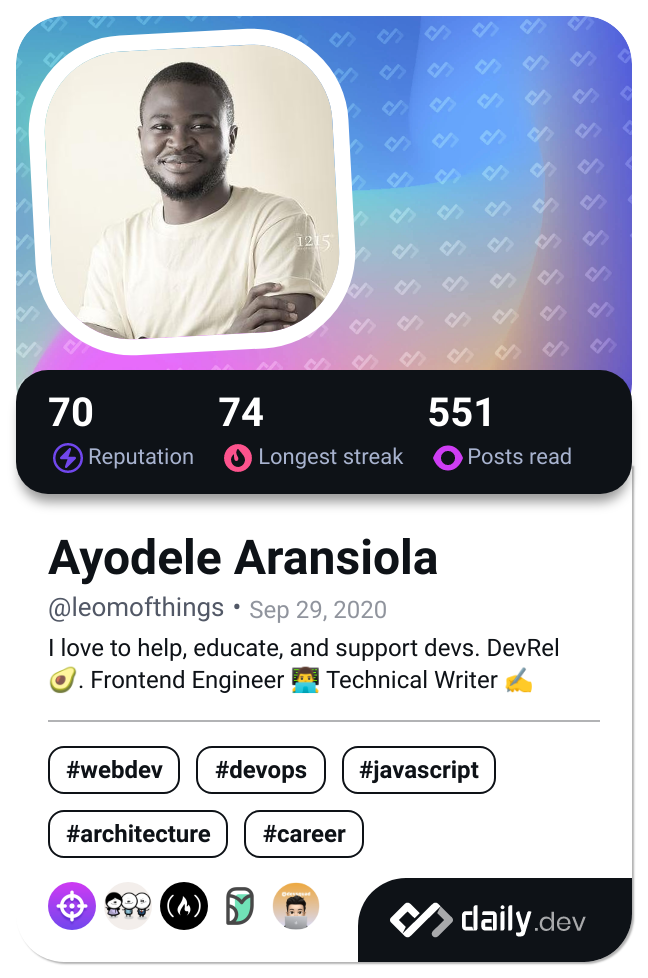 1215
70
74
551
Reputation
Longest streak
Posts read
Ayodele Aransiola
@leomofthings • Sep 29, 2020
I love to help, educate, and support devs. DevRel
🥑. Frontend Engineer 👨‍💻 Technical Writer ✍️
#webdev #devops #javascript
#architecture #career
daily.dev